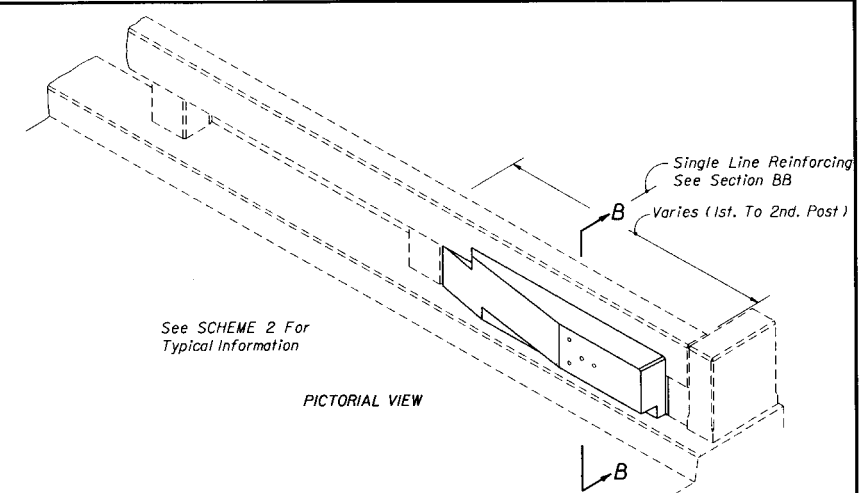 Single Line Reinforcing
See Section BB
B
Varies (1st. To 2nd. Post)
See SCHEME 2 For
Typical Information
PICTORIAL VIEW
B